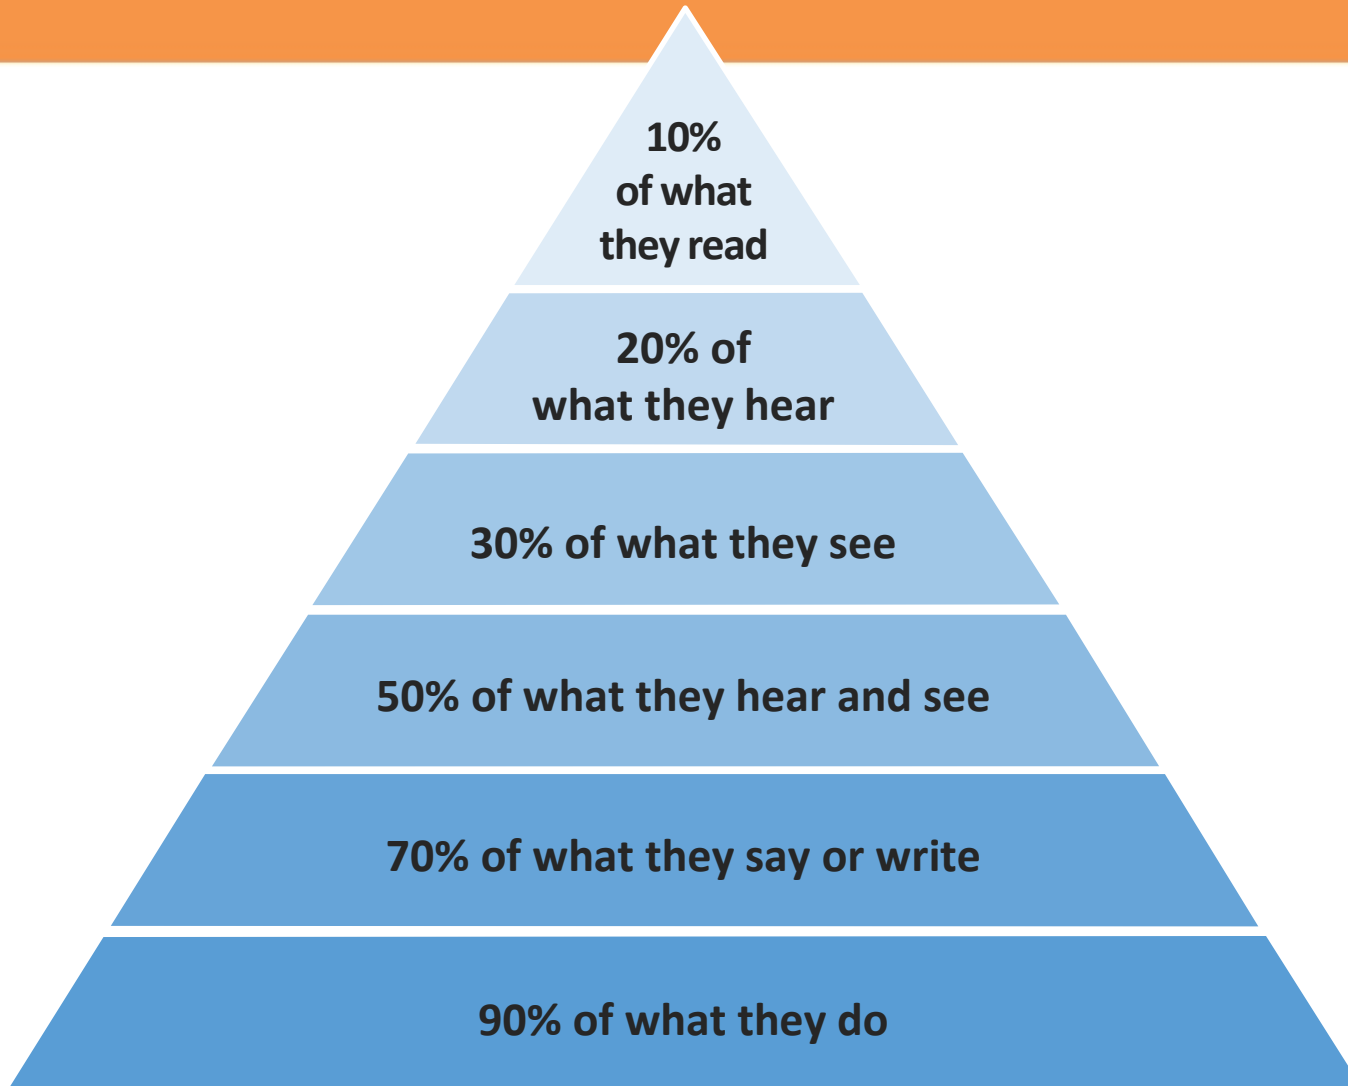 10%
of what
they read
20% of
what they hear
30% of what they see
50% of what they hear and see
70% of what they say or write
90% of what they do